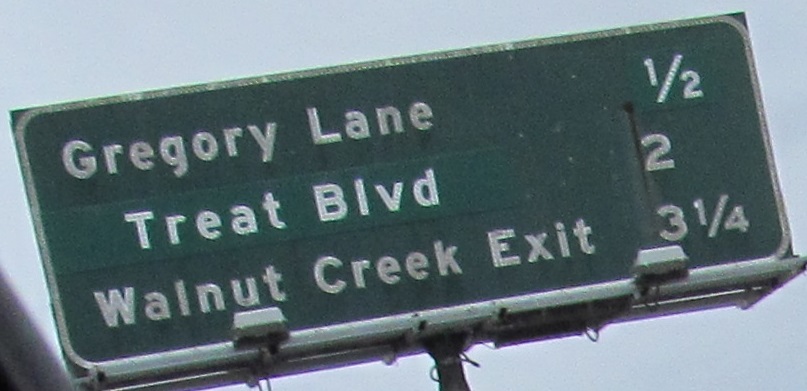 Gregory Lane 1/2
Treat Blvd 2
Walnut Creek Exit 3 1/4